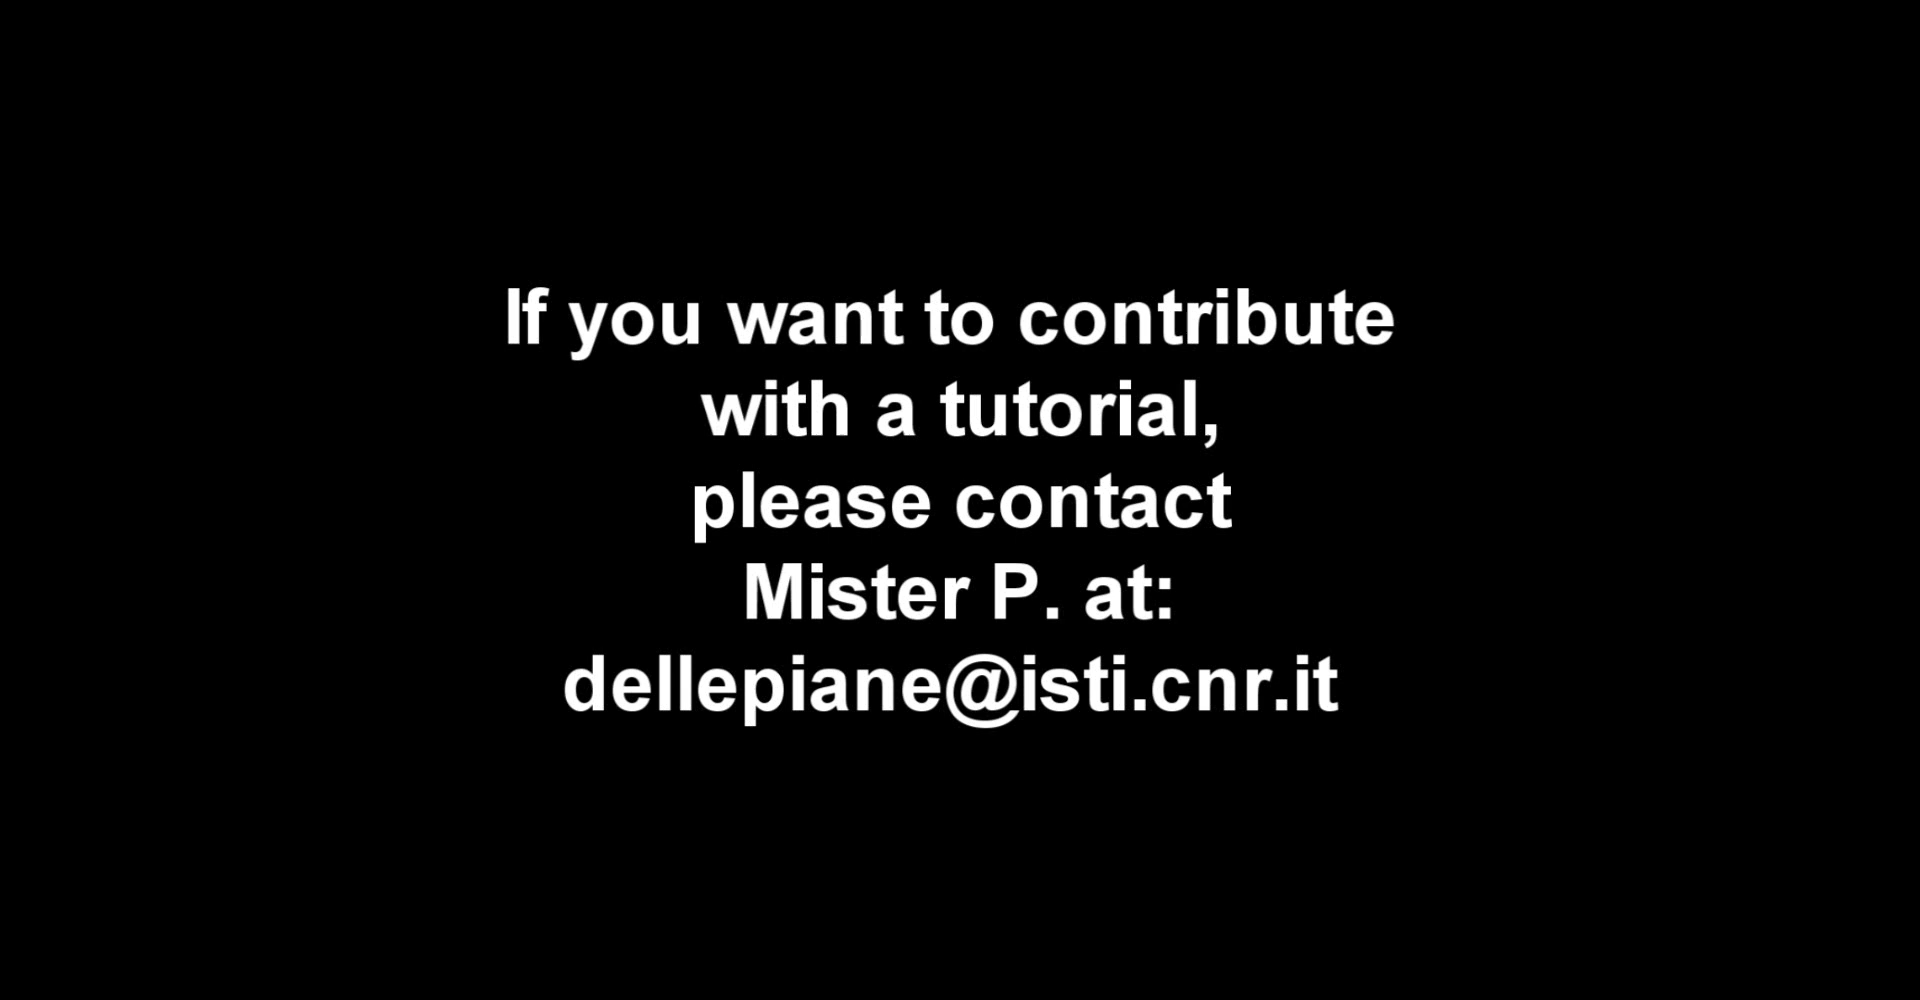 If you want to contribute
with a tutorial,
please contact
Mister P. at:
dellepiane@isti.cnr.it